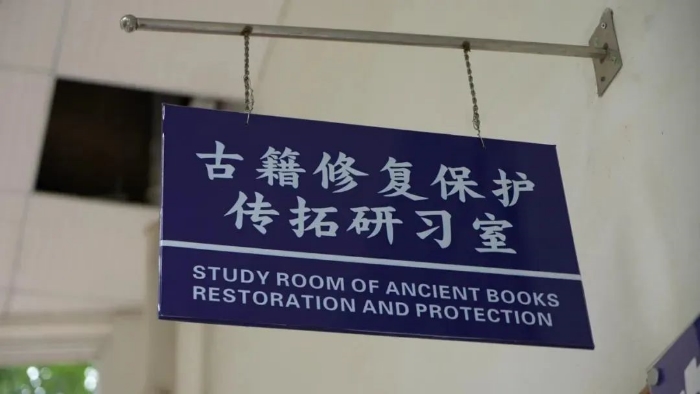 古籍修复保护
传拓研习室
STUDY ROOM OF ANCIENT BOOKS
RESTORATION AND PROTECTION